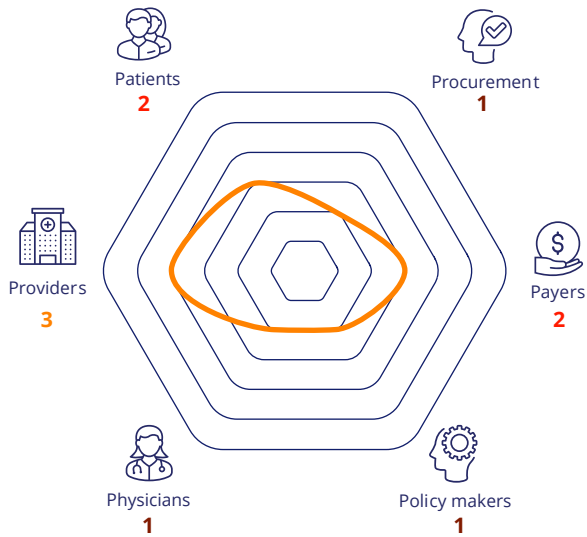 Patients
2
Procurement
1
Providers
3
$
Payers
2
Physicians
1
Policy makers
1